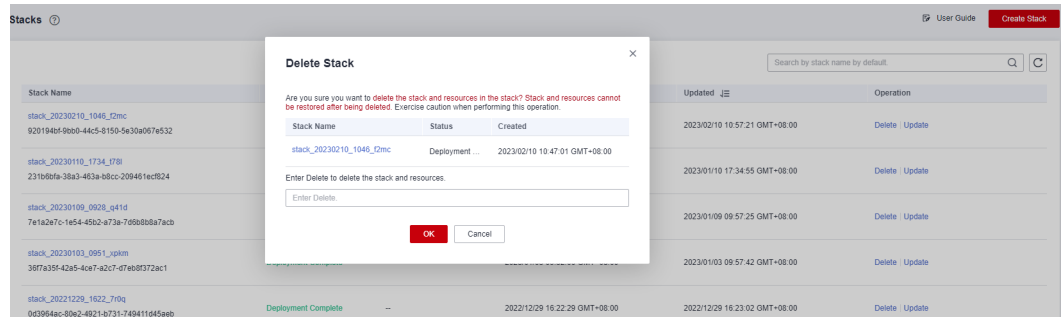 Stacks
User Guide
Create Stack
Search by stack name by default.
Stack Name
Updated
Operation
stack_20230210_1046_f2mc
920194bf-9bb0-44c5-8150-5e30a067e532
2023/02/10 10:57:21 GMT+08:00
Delete | Update
stack_20230110_1734_t78l
231b6bfa-38a3-463a-b8cc-209461ecf824
2023/01/10 17:34:55 GMT+08:00
Delete | Update
stack_20230109_0928_q41d
7e1a2e7c-1e54-45b2-a73a-7d6b8b8a7acb
2023/01/09 09:57:25 GMT+08:00
Delete | Update
stack_20230103_0951_xpkm
36f7a35f-42a5-4ce7-a2c7-d7eb8f372ac1
2023/01/03 09:57:42 GMT+08:00
Delete | Update
stack_20221229_1622_7r0q
0d3964ac-80e2-4921-b731-749411d45aeb
Deployment Complete
--
2022/12/29 16:22:29 GMT+08:00
2022/12/29 16:23:02 GMT+08:00
Delete | Update
Delete Stack
Are you sure you want to delete the stack and resources in the stack? Stack and resources cannot
be restored after being deleted. Exercise caution when performing this operation.
Stack Name
Status
Created
stack_20230210_1046_f2mc
Deployment ...
2023/02/10 10:47:01 GMT+08:00
Enter Delete to delete the stack and resources.
Enter Delete.
OK
Cancel